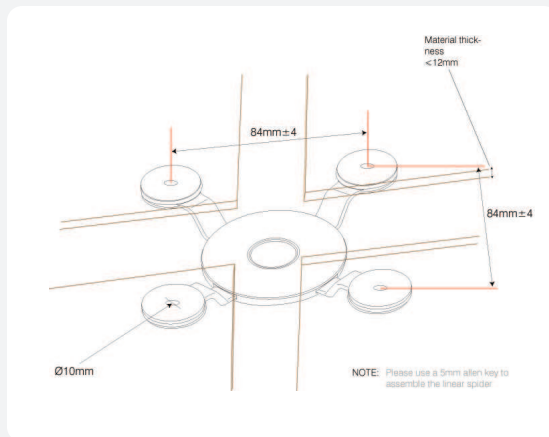 Material thick-
ness
<12mm
84mm±4
84mm±4
Ø10mm
NOTE: Please use a 5mm allen key to
assemble the linear spider